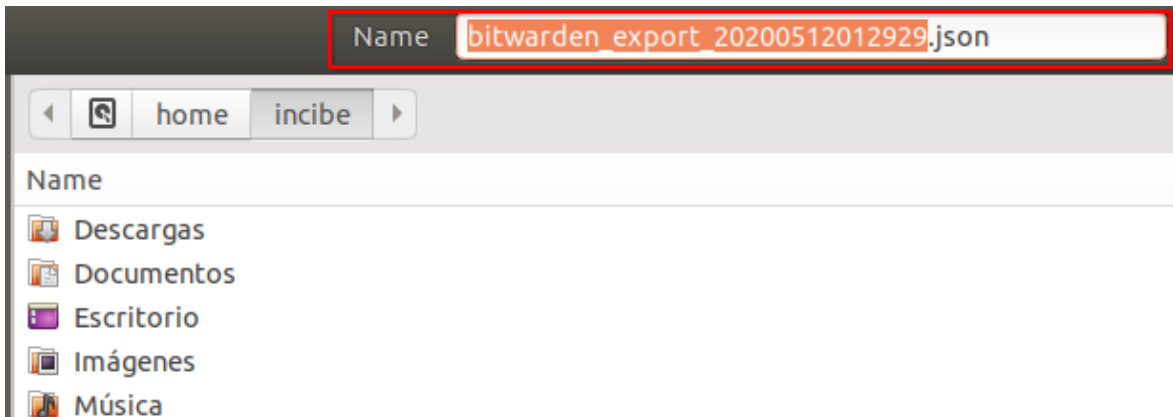 Name bitwarden_export_20200512012929.json
home incibe
Name
Descargas
Documentos
Escritorio
Imágenes
Música